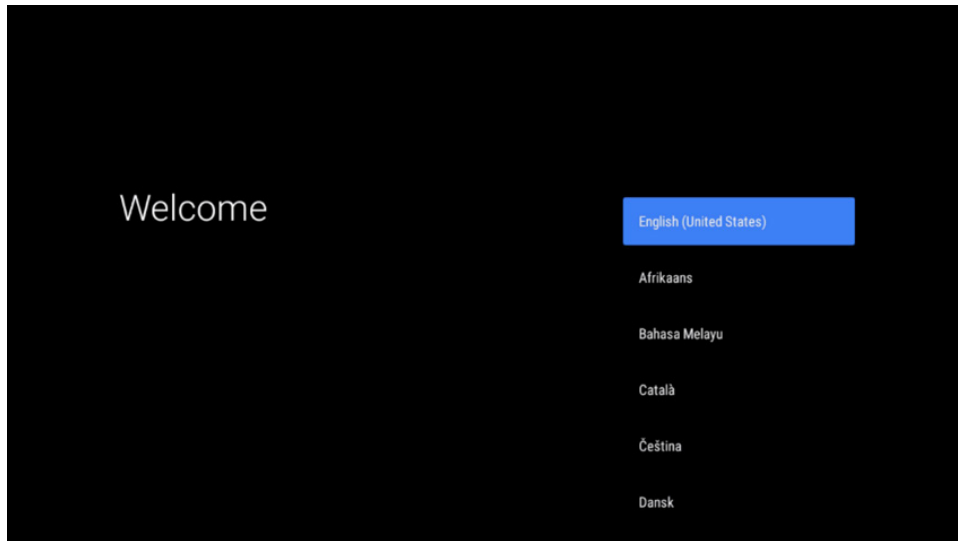 Welcome
English (United States)
Afrikaans
Bahasa Melayu
Català
Čeština
Dansk